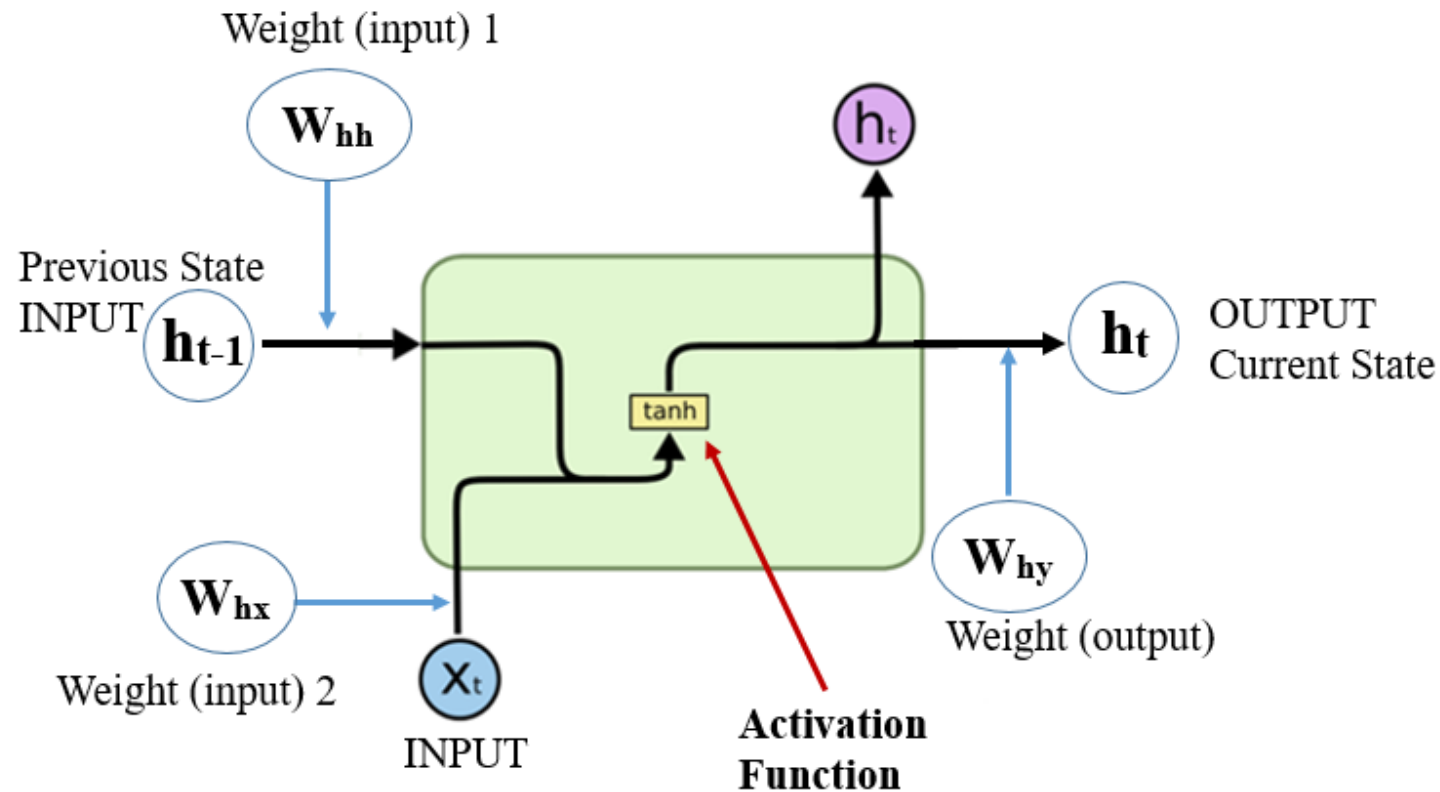 Weight (input) 1
Whh
ht
Previous State
INPUT
ht-1
ht
OUTPUT
Current State
tanh
Whx
Why
Weight (output)
Weight (input) 2
xt
INPUT
Activation
Function